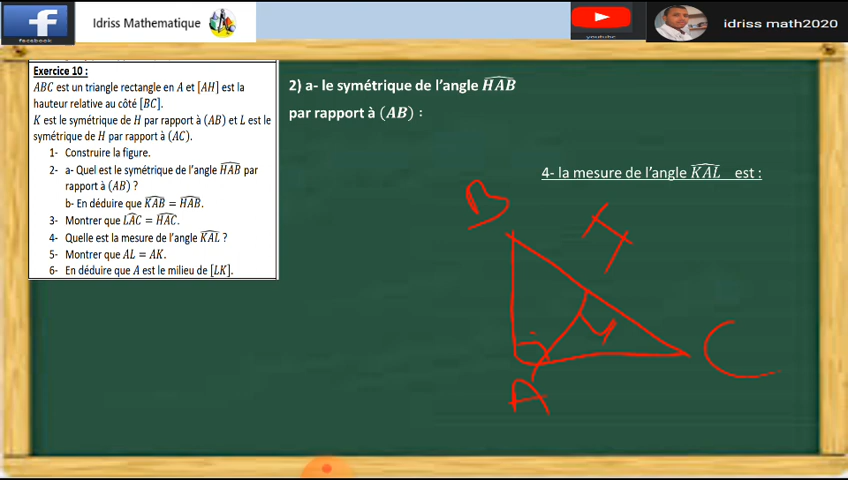 f
facebook
Idriss Mathematique
youtube
idriss math2020
Exercice 10 :
ABC est un triangle rectangle en A et [AH] est la
hauteur relative au côté [BC].
K est le symétrique de H par rapport à (AB) et L est le
symétrique de H par rapport à (AC).
1- Construire la figure.
2- a- Quel est le symétrique de l'angle HAB par
rapport à (AB) ?
b- En déduire que KAB = HAB.
3- Montrer que LAC = HAC.
4- Quelle est la mesure de l'angle KAL ?
5- Montrer que AL = AK.
6- En déduire que A est le milieu de [LK].
2) a- le symétrique de l'angle HAB
par rapport à (AB) :
4- la mesure de l'angle KAL est :
B
H
C
A